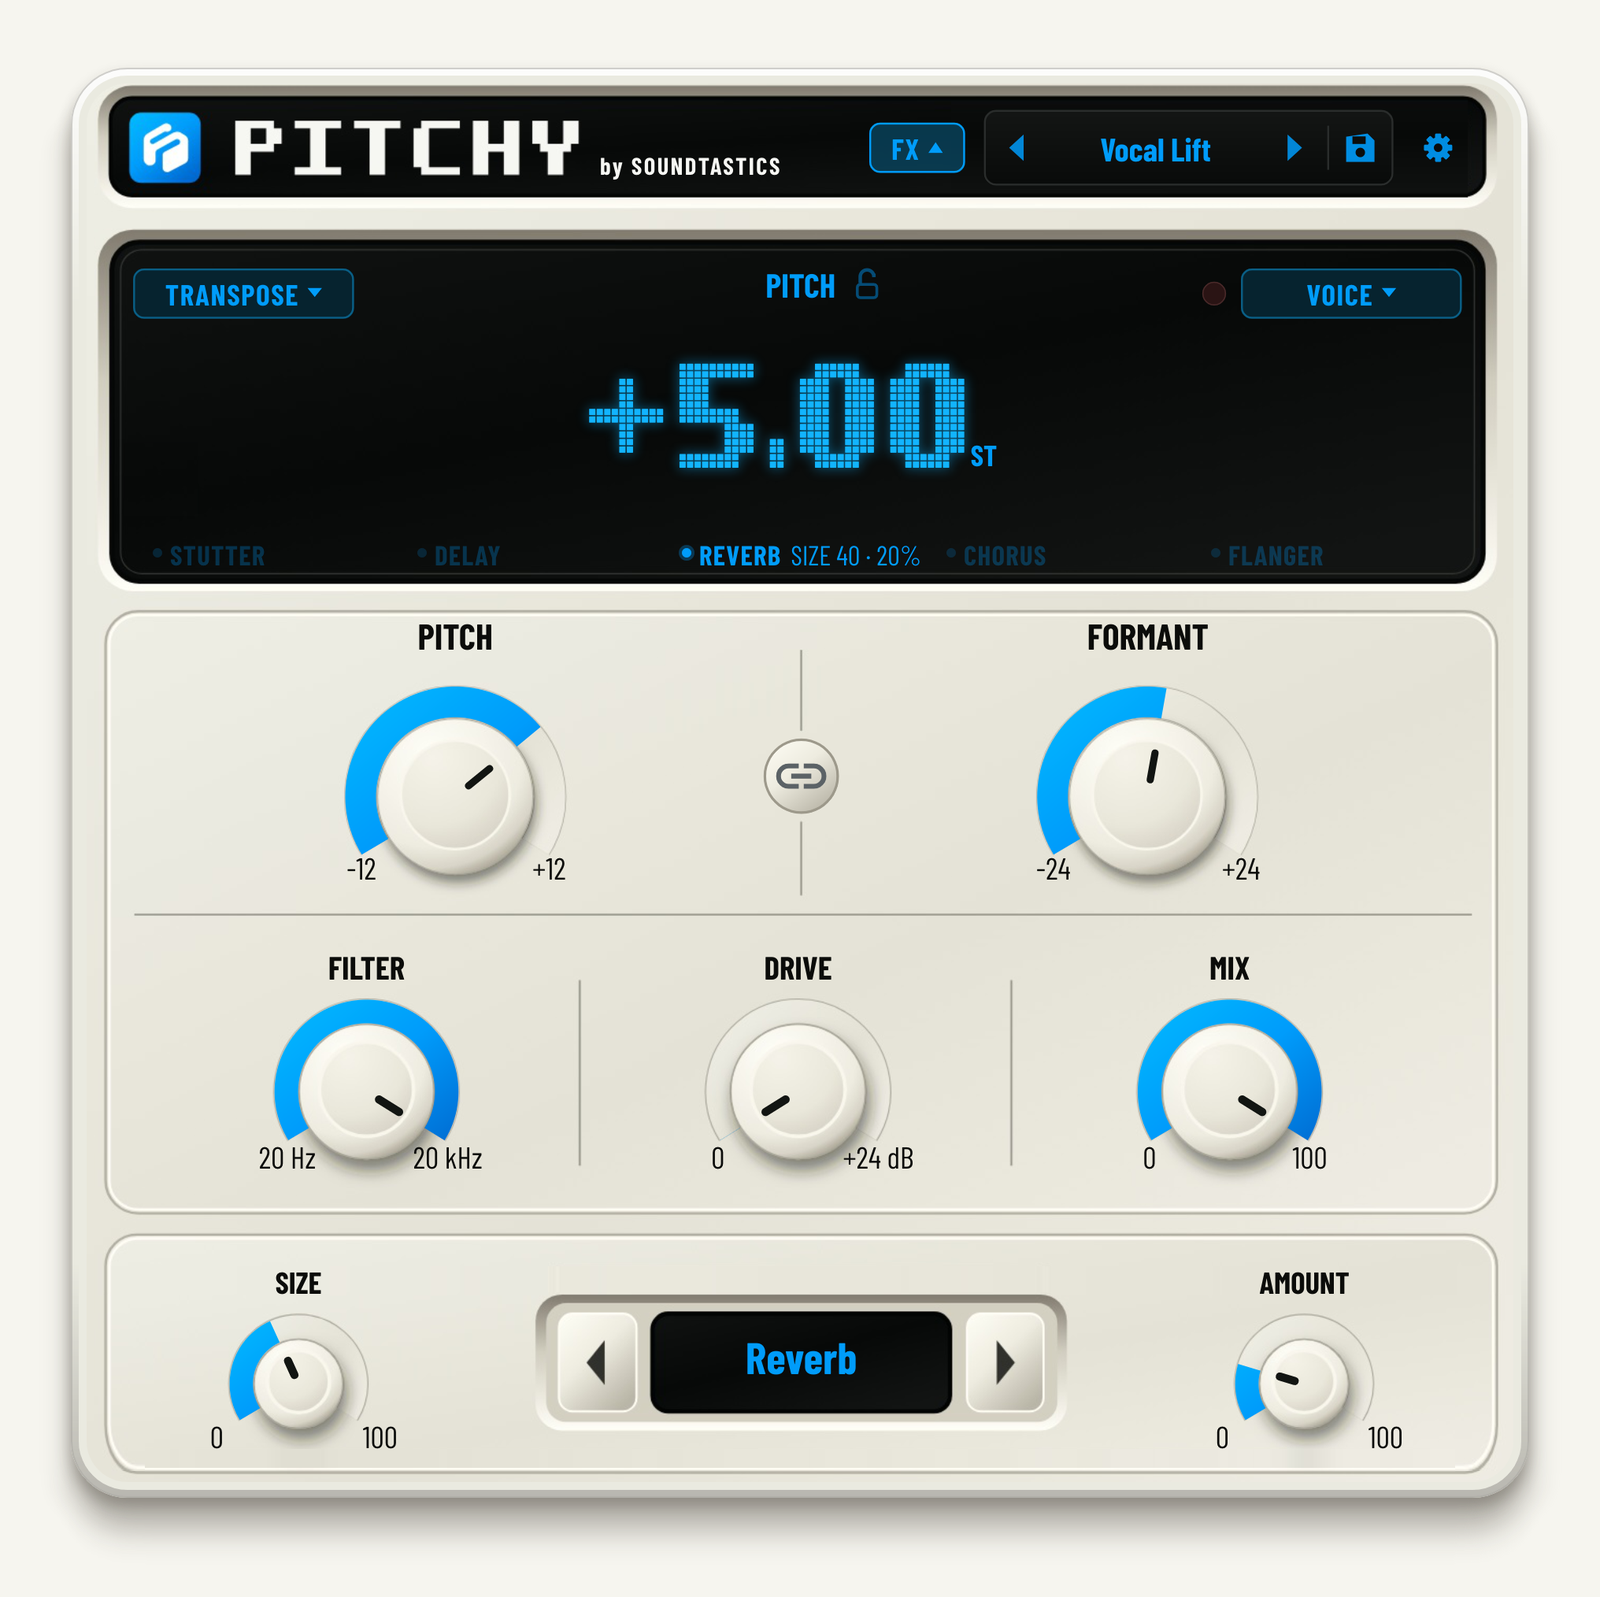 PITCHY by SOUNDTASTICS FX Vocal Lift
TRANSPOSE PITCH VOICE
+5.00 ST
STUTTER DELAY REVERB SIZE 40 · 20% CHORUS FLANGER
PITCH FORMANT
-12 +12 -24 +24
FILTER DRIVE MIX
20 Hz 20 kHz 0 +24 dB 0 100
SIZE AMOUNT
Reverb
0 100 0 100